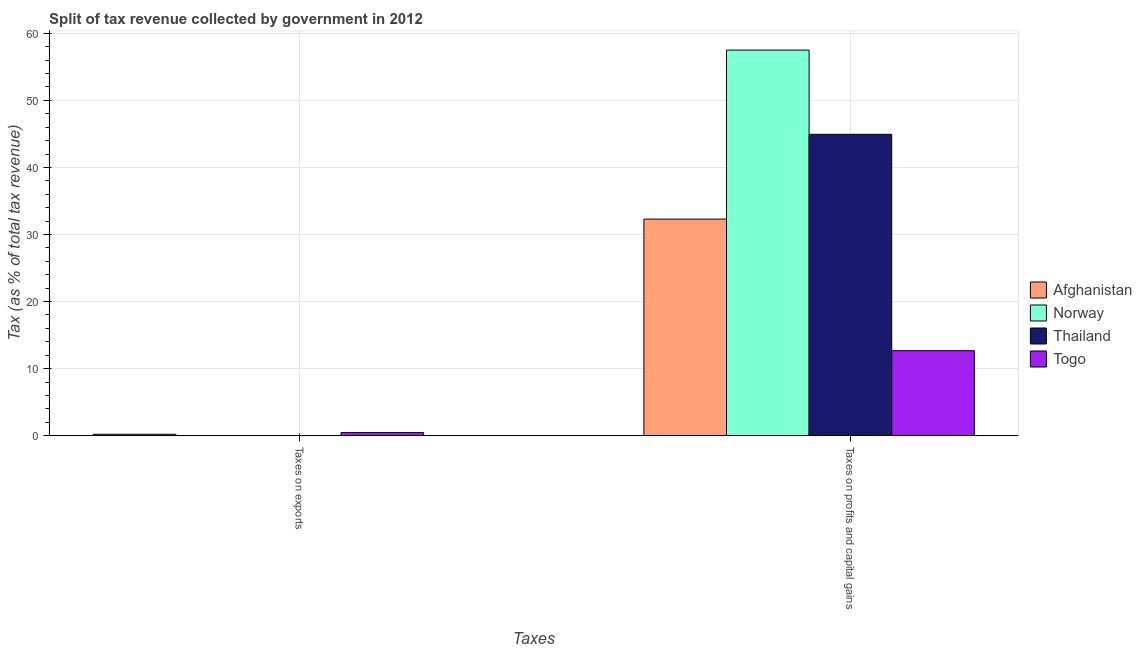 Split of tax revenue collected by government in 2012
Tax (as % of total tax revenue)
60
50
40
30
20
10
0
Taxes on exports
Taxes on profits and capital gains
Taxes
Afghanistan
Norway
Thailand
Togo